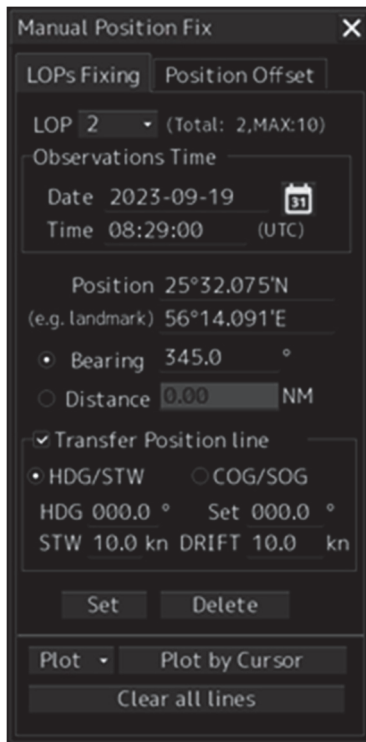 Manual Position Fix
LOPs Fixing Position Offset
LOP 2 (Total: 2,MAX:10)
Observations Time
Date 2023-09-19 31
Time 08:29:00 (UTC)
Position 25°32.075'N
(e.g. landmark) 56°14.091'E
Bearing 345.0 °
Distance 0.00 NM
Transfer Position line
HDG/STW COG/SOG
HDG 000.0 ° Set 000.0 °
STW 10.0 kn DRIFT 10.0 kn
Set Delete
Plot Plot by Cursor
Clear all lines